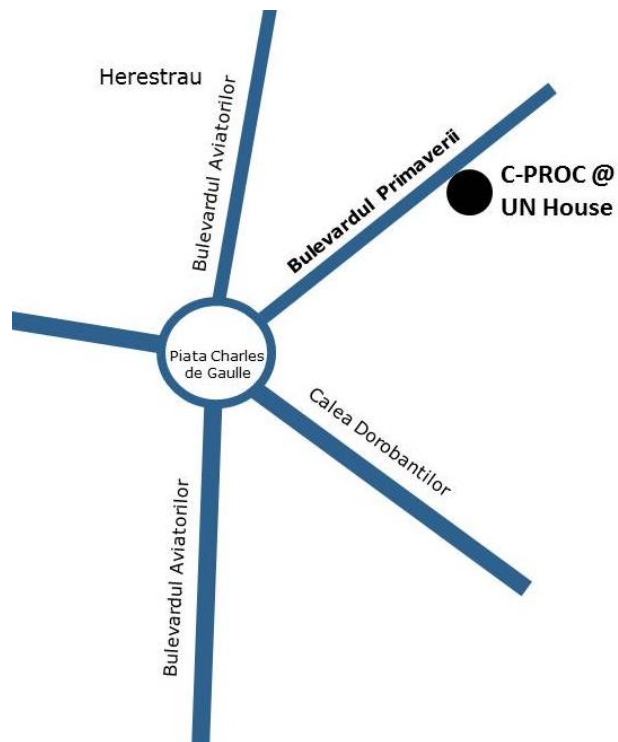 Herestrau
Bulevardul Aviatorilor
Bulevardul Primaverii
C-PROC @
UN House
Piata Charles
de Gaulle
Calea Dorobantilor
Bulevardul Aviatorilor